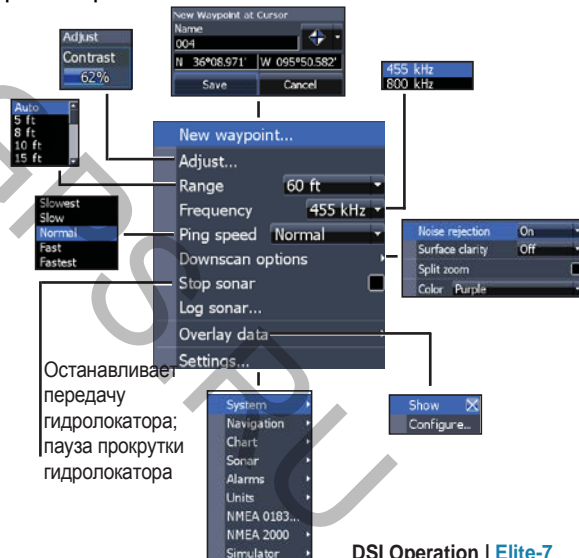 New Waypoint at Cursor
Name
004
N 36°08.971' W 095°50.582'
Save Cancel
Adjust
Contrast
62%
455 kHz
800 kHz
Auto
5 ft
8 ft
10 ft
15 ft
Slowest
Slow
Normal
Fast
Fastest
New waypoint...
Adjust...
Range 60 ft
Frequency 455 kHz
Ping speed Normal
Downscan options
Stop sonar
Log sonar...
Overlay data
Settings...
Noise rejection On
Surface clarity Off
Split zoom
Color Purple
Останавливает
передачу
гидролокатора;
пауза прокрутки
гидролокатора
System
Navigation
Chart
Sonar
Alarms
Units
NMEA 0183...
NMEA 2000
Simulator
Show
Configure...
DSI Operation | Elite-7